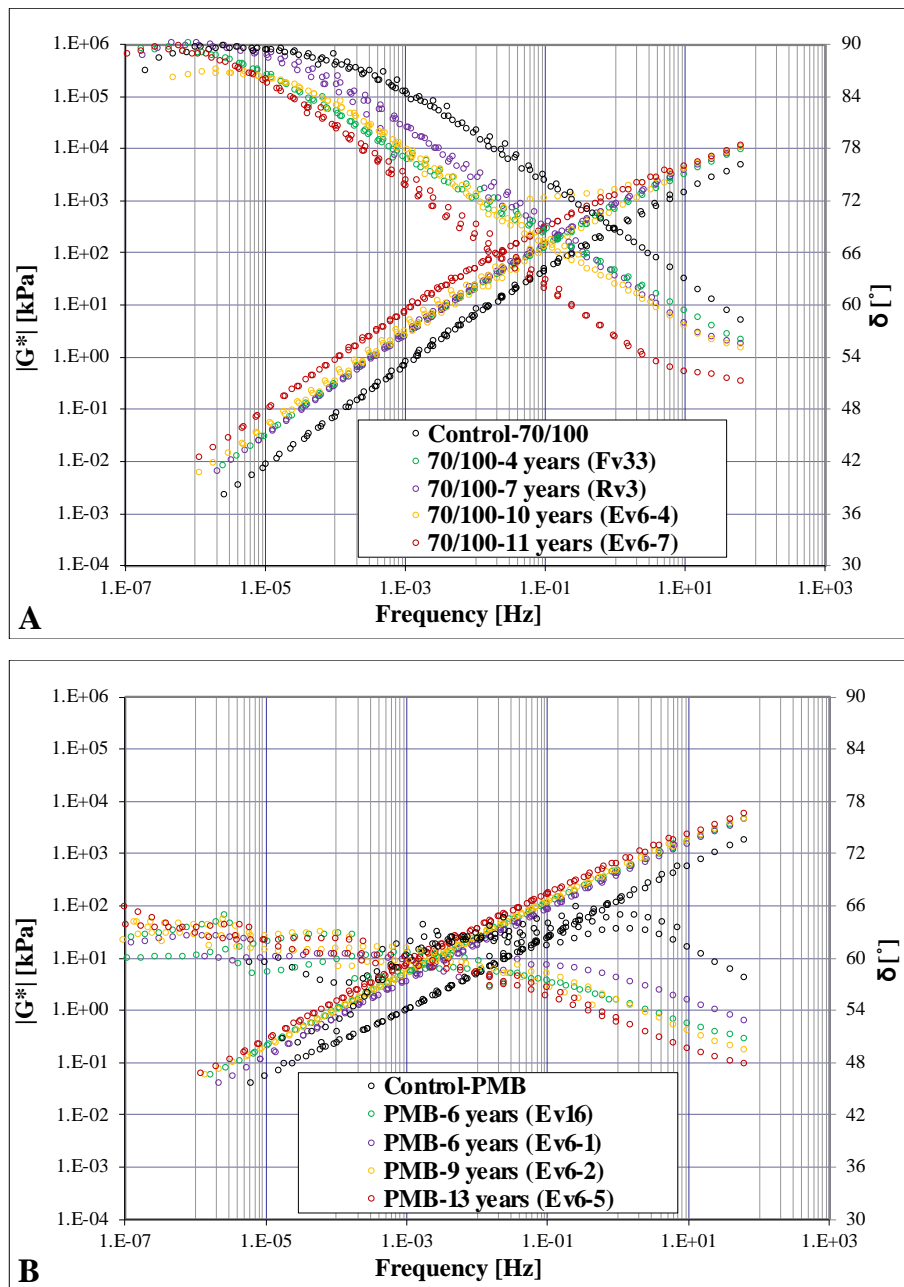 1.E+06 90
1.E+05 84
1.E+04 78
1.E+03 72
1.E+02 66
1.E+01 60
1.E+00 54
1.E-01 48
1.E-02 42
1.E-03 36
1.E-04 30
|G*| [kPa]
δ [°]
Control-70/100
70/100-4 years (Fv33)
70/100-7 years (Rv3)
70/100-10 years (Ev6-4)
70/100-11 years (Ev6-7)
1.E-07 1.E-05 1.E-03 1.E-01 1.E+01 1.E+03
Frequency [Hz]
A
1.E+06 90
1.E+05 84
1.E+04 78
1.E+03 72
1.E+02 66
1.E+01 60
1.E+00 54
1.E-01 48
1.E-02 42
1.E-03 36
1.E-04 30
|G*| [kPa]
δ [°]
Control-PMB
PMB-6 years (Ev16)
PMB-6 years (Ev6-1)
PMB-9 years (Ev6-2)
PMB-13 years (Ev6-5)
1.E-07 1.E-05 1.E-03 1.E-01 1.E+01 1.E+03
Frequency [Hz]
B